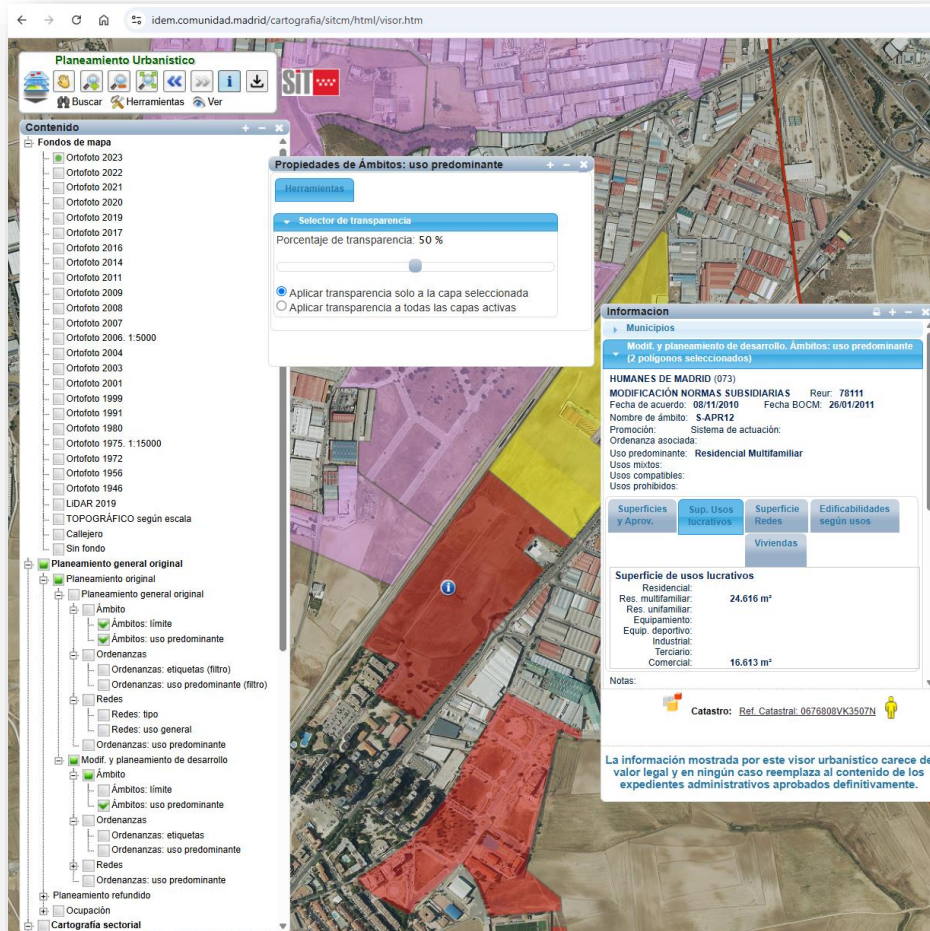 idem.comunidad.madrid/cartografia/sitcm/html/visor.htm
Planeamiento Urbanístico
Buscar Herramientas Ver
SiT
Contenido
Fondos de mapa
Ortofoto 2023
Ortofoto 2022
Ortofoto 2021
Ortofoto 2020
Ortofoto 2019
Ortofoto 2017
Ortofoto 2016
Ortofoto 2014
Ortofoto 2011
Ortofoto 2009
Ortofoto 2008
Ortofoto 2007
Ortofoto 2006. 1:5000
Ortofoto 2004
Ortofoto 2003
Ortofoto 2001
Ortofoto 1999
Ortofoto 1991
Ortofoto 1980
Ortofoto 1975. 1:15000
Ortofoto 1972
Ortofoto 1956
Ortofoto 1946
LiDAR 2019
TOPOGRÁFICO según escala
Callejero
Sin fondo
Planeamiento general original
Planeamiento original
Planeamiento general original
Ámbito
Ámbitos: límite
Ámbitos: uso predominante
Ordenanzas
Ordenanzas: etiquetas (filtro)
Ordenanzas: uso predominante (filtro)
Redes
Redes: tipo
Redes: uso general
Ordenanzas: uso predominante
Modif. y planeamiento de desarrollo
Ámbito
Ámbitos: límite
Ámbitos: uso predominante
Ordenanzas
Ordenanzas: etiquetas
Ordenanzas: uso predominante
Redes
Ordenanzas: uso predominante
Planeamiento refundido
Ocupación
Cartografía sectorial
Propiedades de Ámbitos: uso predominante
Herramientas
Selector de transparencia
Porcentaje de transparencia: 50 %
Aplicar transparencia solo a la capa seleccionada
Aplicar transparencia a todas las capas activas
Informacion
Municipios
Modif. y planeamiento de desarrollo. Ámbitos: uso predominante
(2 polígonos seleccionados)
HUMANES DE MADRID (073)
MODIFICACIÓN NORMAS SUBSIDIARIAS Reur: 78111
Fecha de acuerdo: 08/11/2010 Fecha BOCM: 26/01/2011
Nombre de ámbito: S-APR12
Promoción: Sistema de actuación:
Ordenanza asociada:
Uso predominante: Residencial Multifamiliar
Usos mixtos:
Usos compatibles:
Usos prohibidos:
Superficies y Aprov.
Sup. Usos lucrativos
Superficie Redes
Edificabilidades según usos
Viviendas
Superficie de usos lucrativos
Residencial:
Res. multifamiliar: 24.616 m²
Res. unifamiliar:
Equipamiento:
Equip. deportivo:
Industrial:
Terciario:
Comercial: 16.613 m²
Notas:
Catastro: Ref. Catastral: 0676808VK3507N
La información mostrada por este visor urbanístico carece de
valor legal y en ningún caso reemplaza al contenido de los
expedientes administrativos aprobados definitivamente.